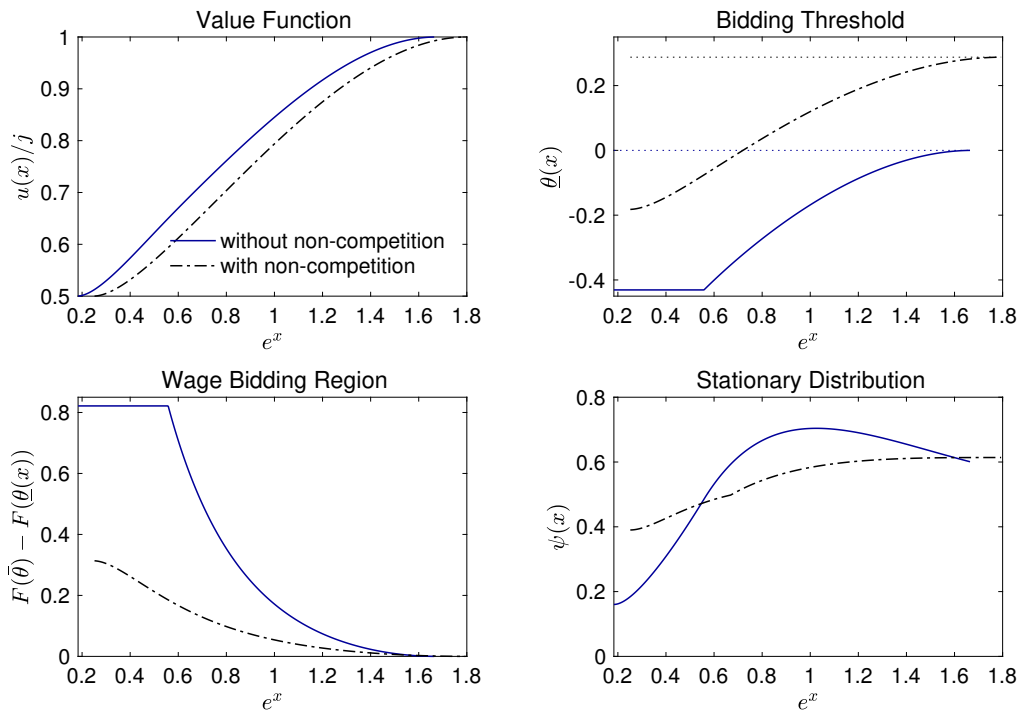 Value Function
1
0.9
0.8
0.7
0.6
0.5
u(x)/j
without non-competition
with non-competition
0.2 0.4 0.6 0.8 1.0 1.2 1.4 1.6 1.8
e^x
Bidding Threshold
0.2
0
-0.2
-0.4
θ̲(x)
0.2 0.4 0.6 0.8 1.0 1.2 1.4 1.6 1.8
e^x
Wage Bidding Region
0.8
0.6
0.4
0.2
0
F(θ̄) − F(θ̲(x))
0.2 0.4 0.6 0.8 1.0 1.2 1.4 1.6 1.8
e^x
Stationary Distribution
0.8
0.6
0.4
0.2
0
ψ(x)
0.2 0.4 0.6 0.8 1.0 1.2 1.4 1.6 1.8
e^x